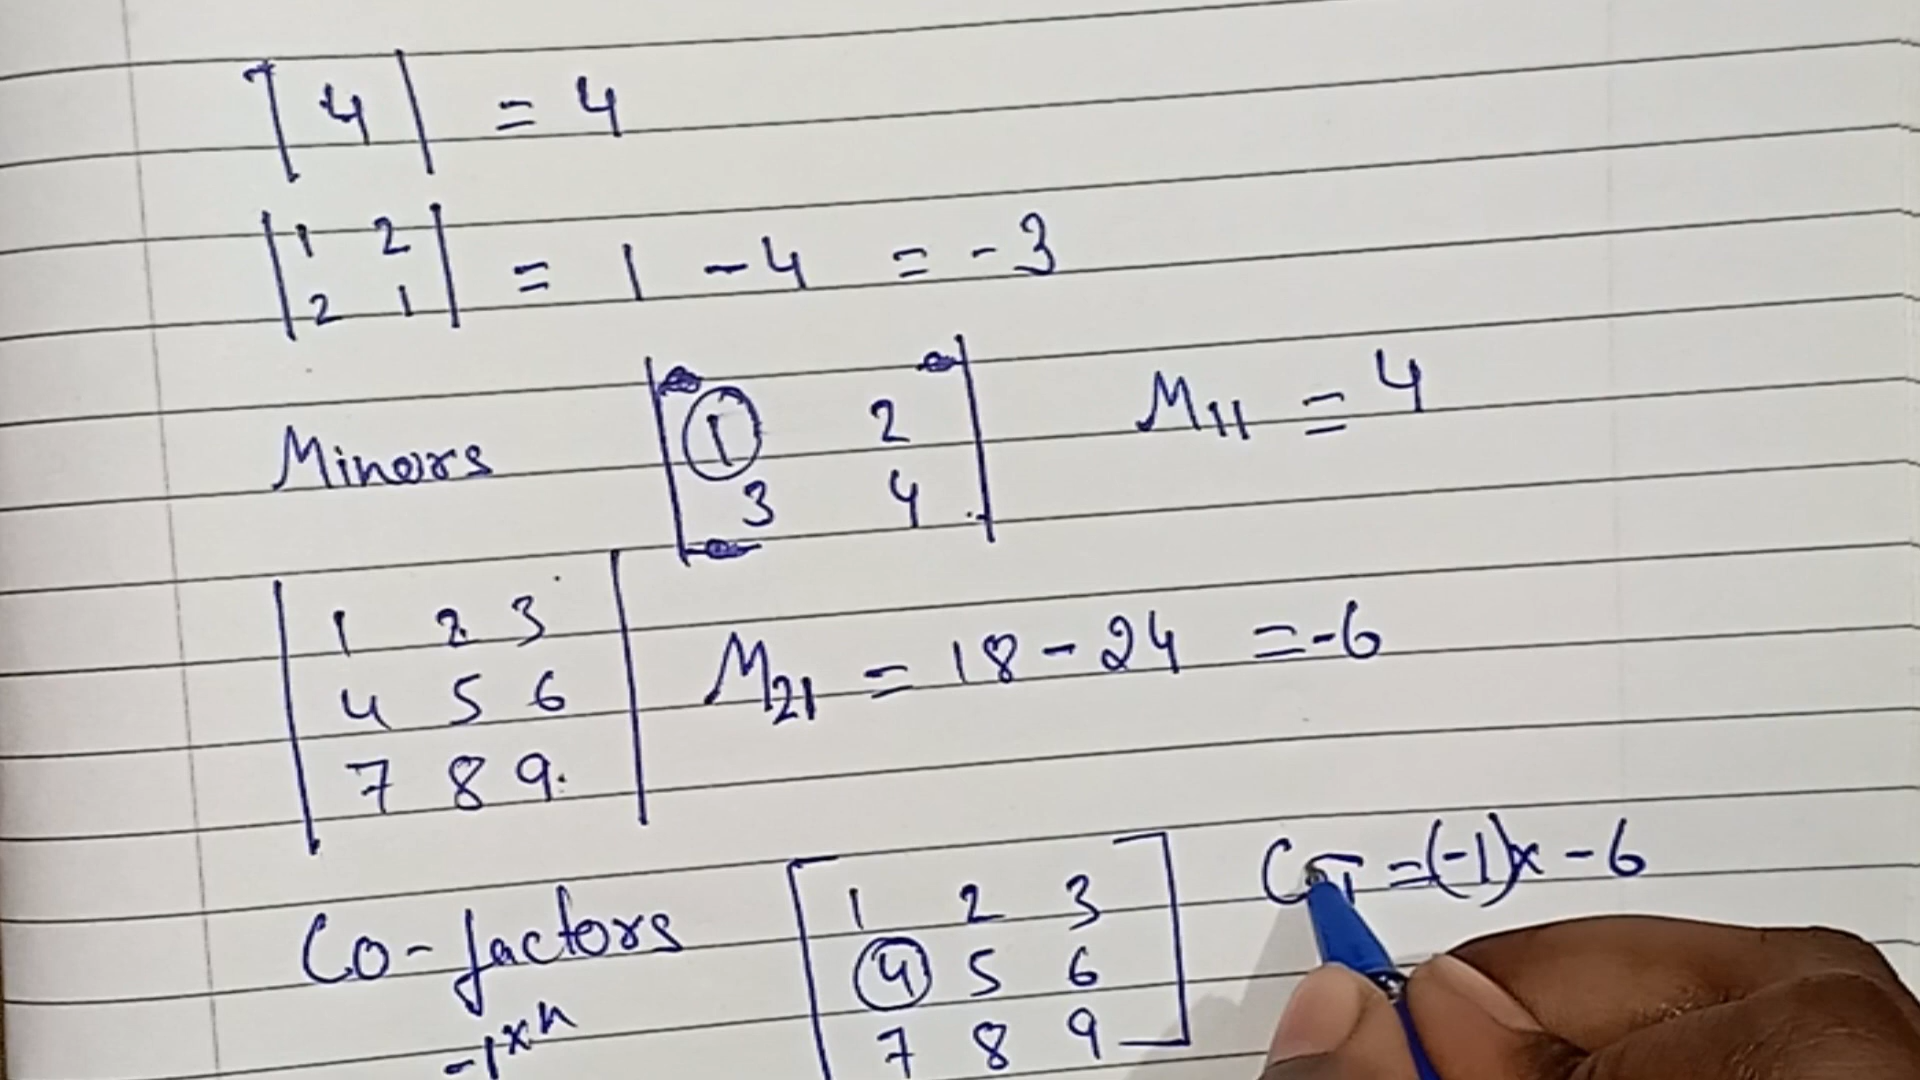 |4| = 4
|1 2
2 1| = 1 - 4 = -3
Minors |1 2
3 4| M11 = 4
|1 2 3
4 5 6
7 8 9| M21 = 18 - 24 = -6
Co-factors [1 2 3
4 5 6
7 8 9] C = (-1)x - 6
-1xn